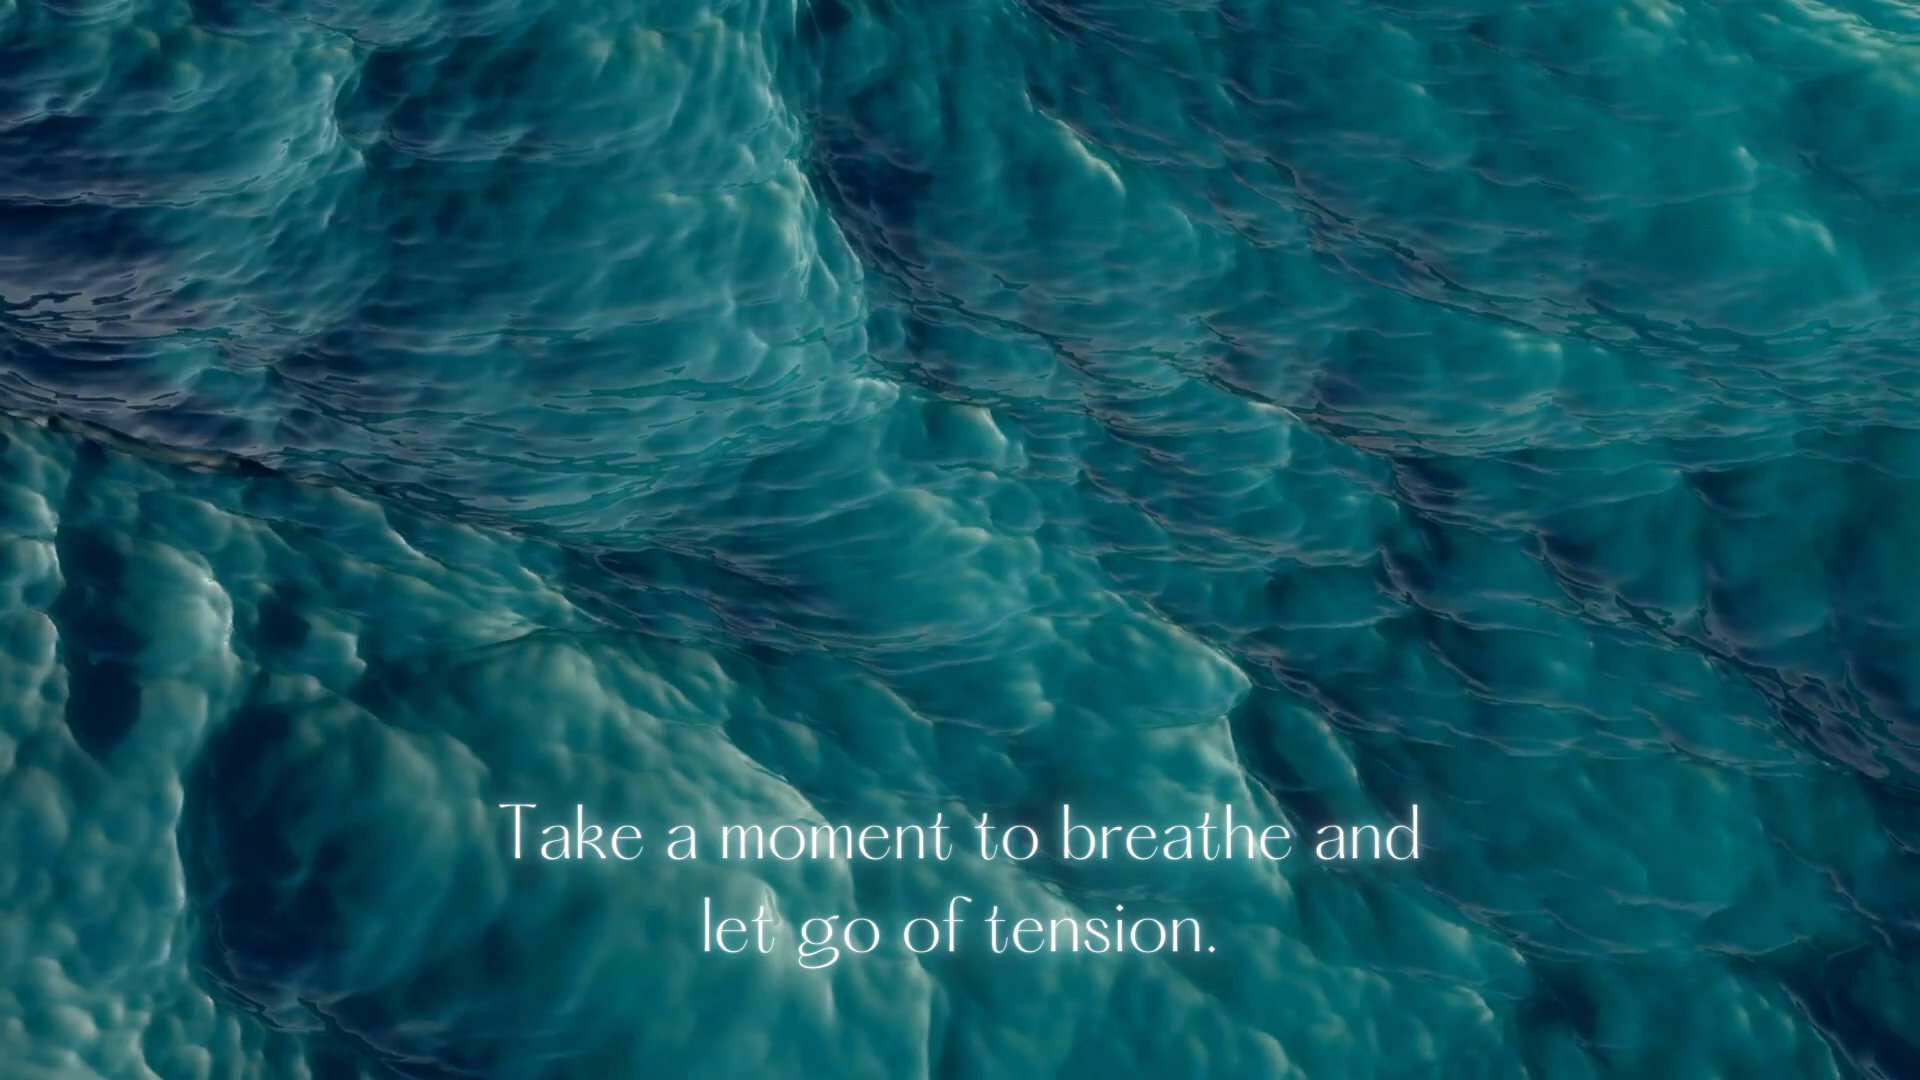 Take a moment to breathe and
let go of tension.